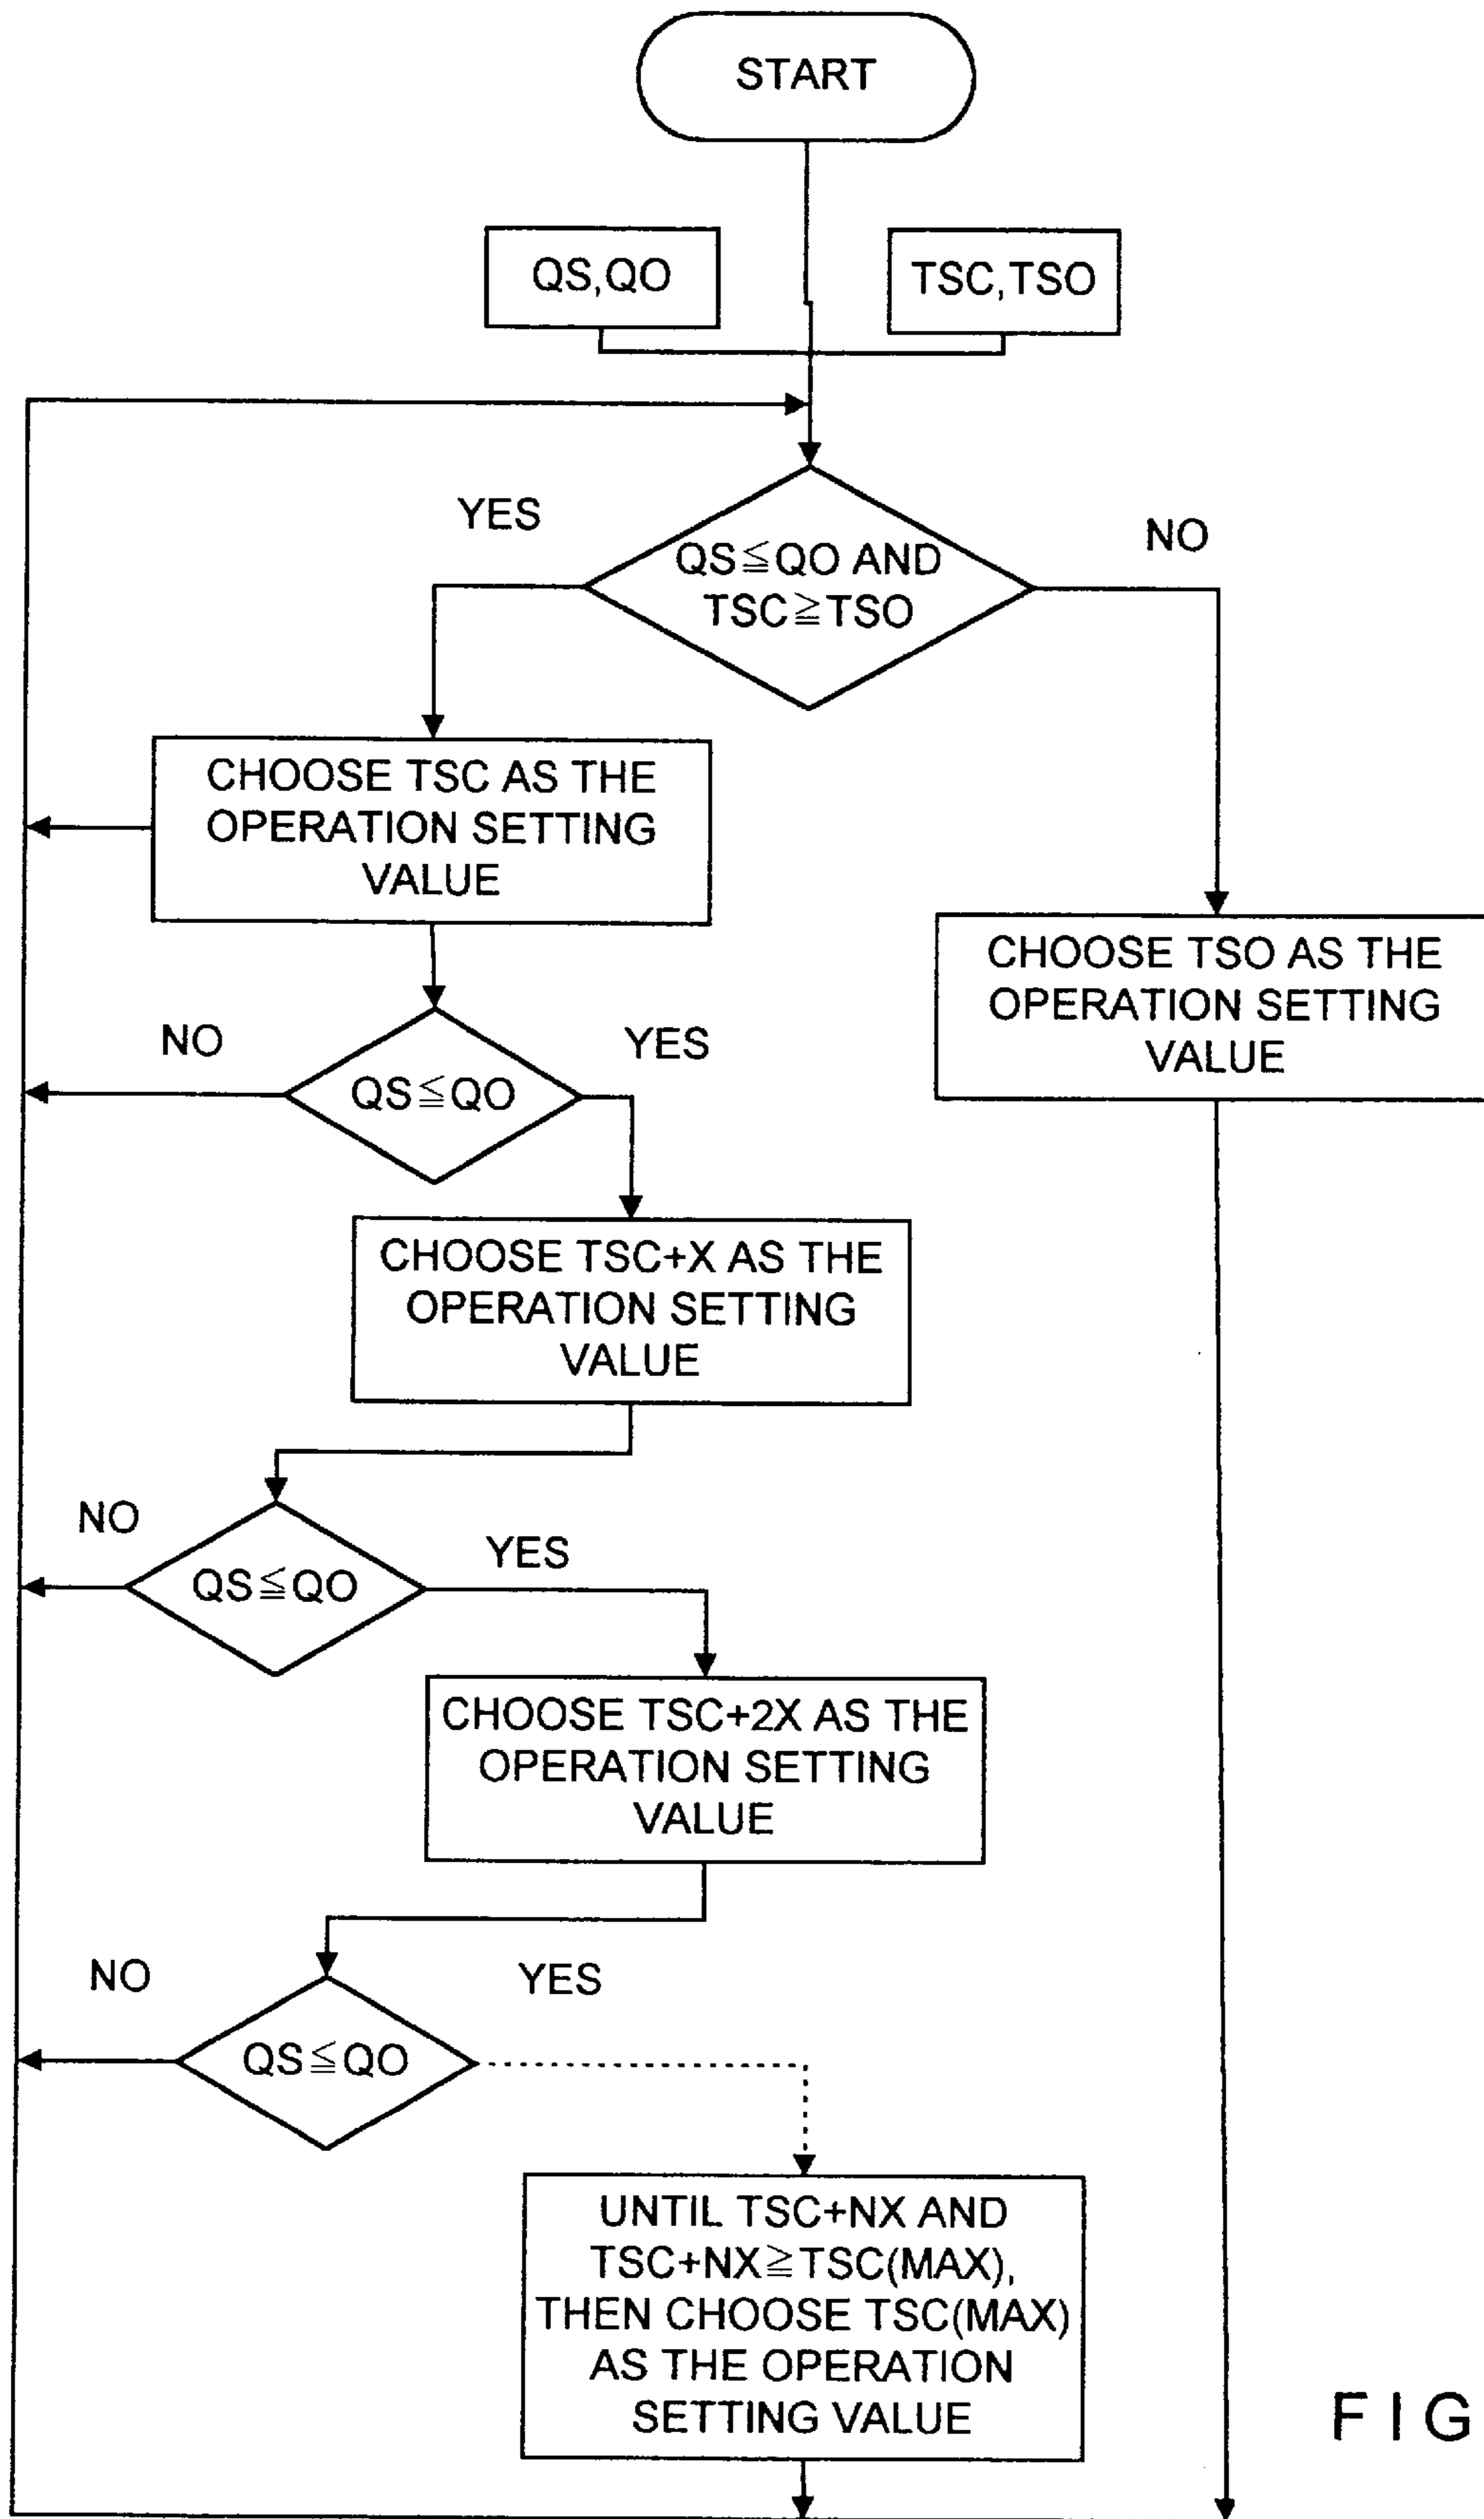 START
QS,QO
TSC,TSO
YES
NO
QS≦QO AND
TSC≧TSO
CHOOSE TSC AS THE
OPERATION SETTING
VALUE
CHOOSE TSO AS THE
OPERATION SETTING
VALUE
NO
YES
QS≦QO
CHOOSE TSC+X AS THE
OPERATION SETTING
VALUE
NO
YES
QS≦QO
CHOOSE TSC+2X AS THE
OPERATION SETTING
VALUE
NO
YES
QS≦QO
UNTIL TSC+NX AND
TSC+NX≧TSC(MAX),
THEN CHOOSE TSC(MAX)
AS THE OPERATION
SETTING VALUE
FIG